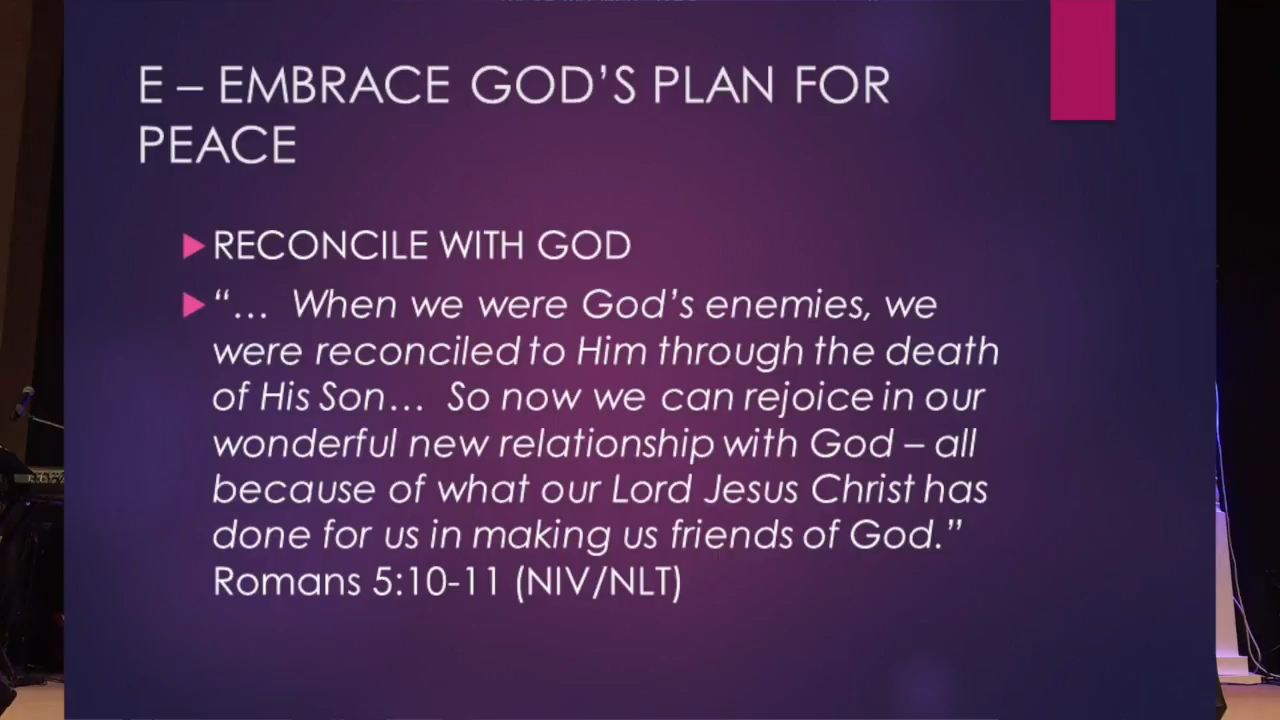 E – EMBRACE GOD’S PLAN FOR
PEACE
RECONCILE WITH GOD
“… When we were God’s enemies, we
were reconciled to Him through the death
of His Son… So now we can rejoice in our
wonderful new relationship with God – all
because of what our Lord Jesus Christ has
done for us in making us friends of God.”
Romans 5:10-11 (NIV/NLT)